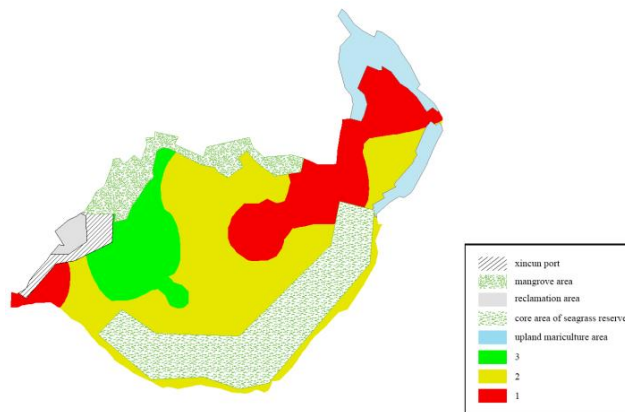 xincun port
mangrove area
reclamation area
core area of seagrass reserve
upland mariculture area
3
2
1